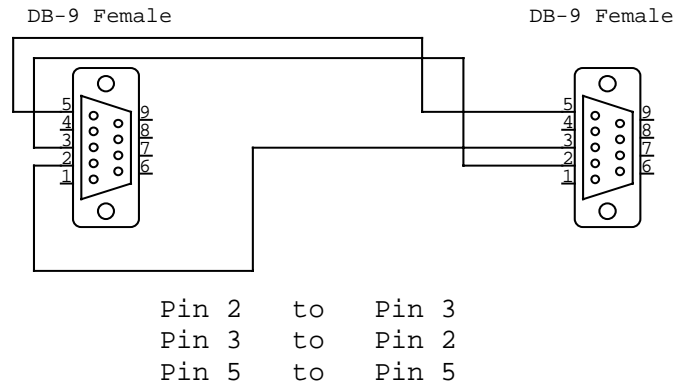 DB-9 Female DB-9 Female
5 9 5 9
4 8 4 8
3 7 3 7
2 6 2 6
1 1
Pin 2 to Pin 3
Pin 3 to Pin 2
Pin 5 to Pin 5